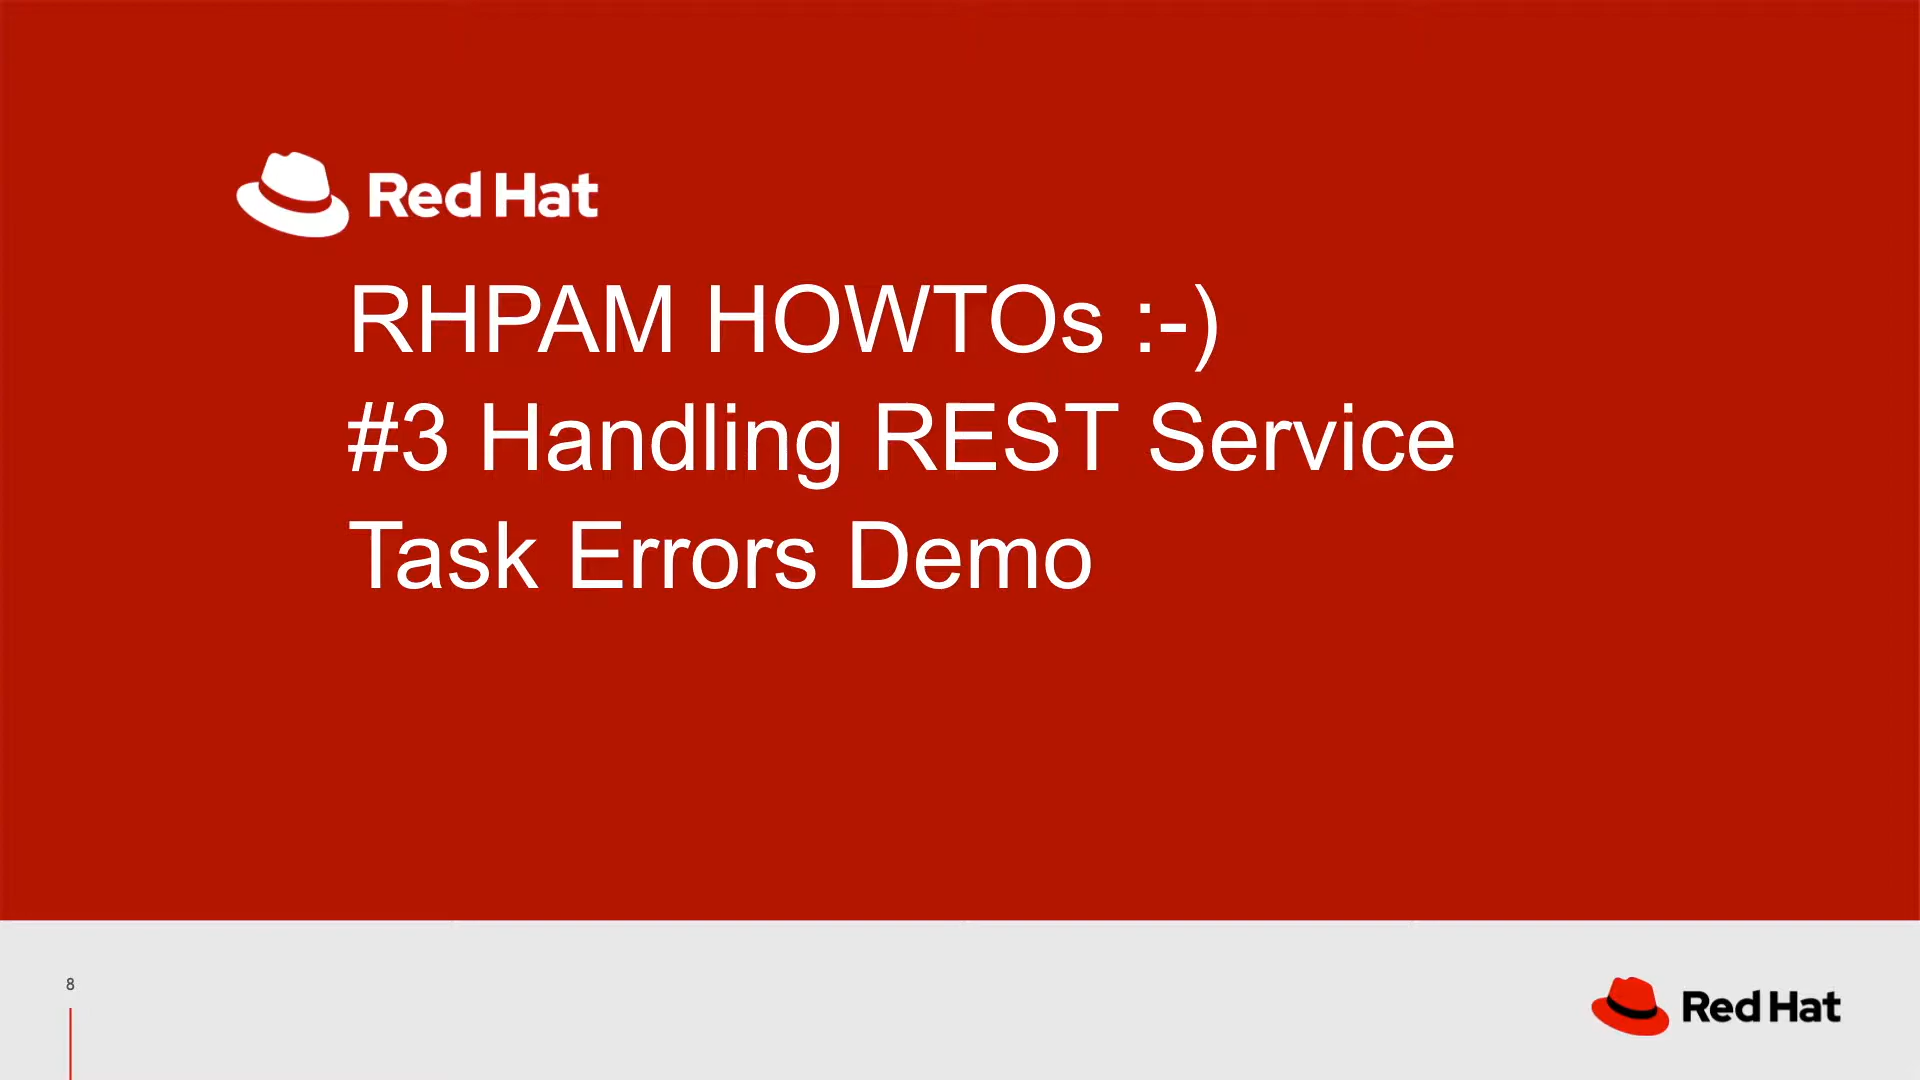 Red Hat
RHPAM HOWTOs :-)
#3 Handling REST Service
Task Errors Demo
8
Red Hat